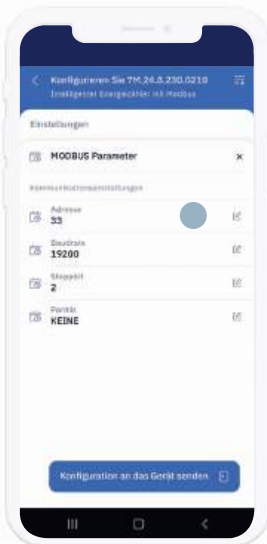 Konfigurieren Sie 7M.24.8.230.0210
Intelligenter Energiezähler mit Modbus
Einstellungen
MODBUS Parameter
Kommunikationseinstellungen
Adresse
33
Baudrate
19200
Stoppbit
2
Parität
KEINE
Konfiguration an das Gerät senden